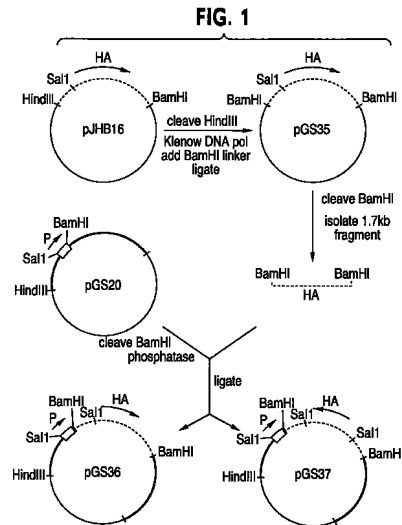 FIG. 1
HA
HA
Sal1
Sal1
HindIII
BamHI
BamHI
BamHI
pJHB16
cleave HindIII
Klenow DNA pol
add BamHI linker
ligate
pGS35
cleave BamHI
isolate 1.7kb
fragment
BamHI
P
Sal1
HindIII
pGS20
BamHI
BamHI
HA
cleave BamHI
phosphatase
ligate
BamHI
HA
P
Sal1
Sal1
BamHI
HindIII
pGS36
BamHI
HA
P
Sal1
Sal1
Sal1
BamH
HindIII
pGS37